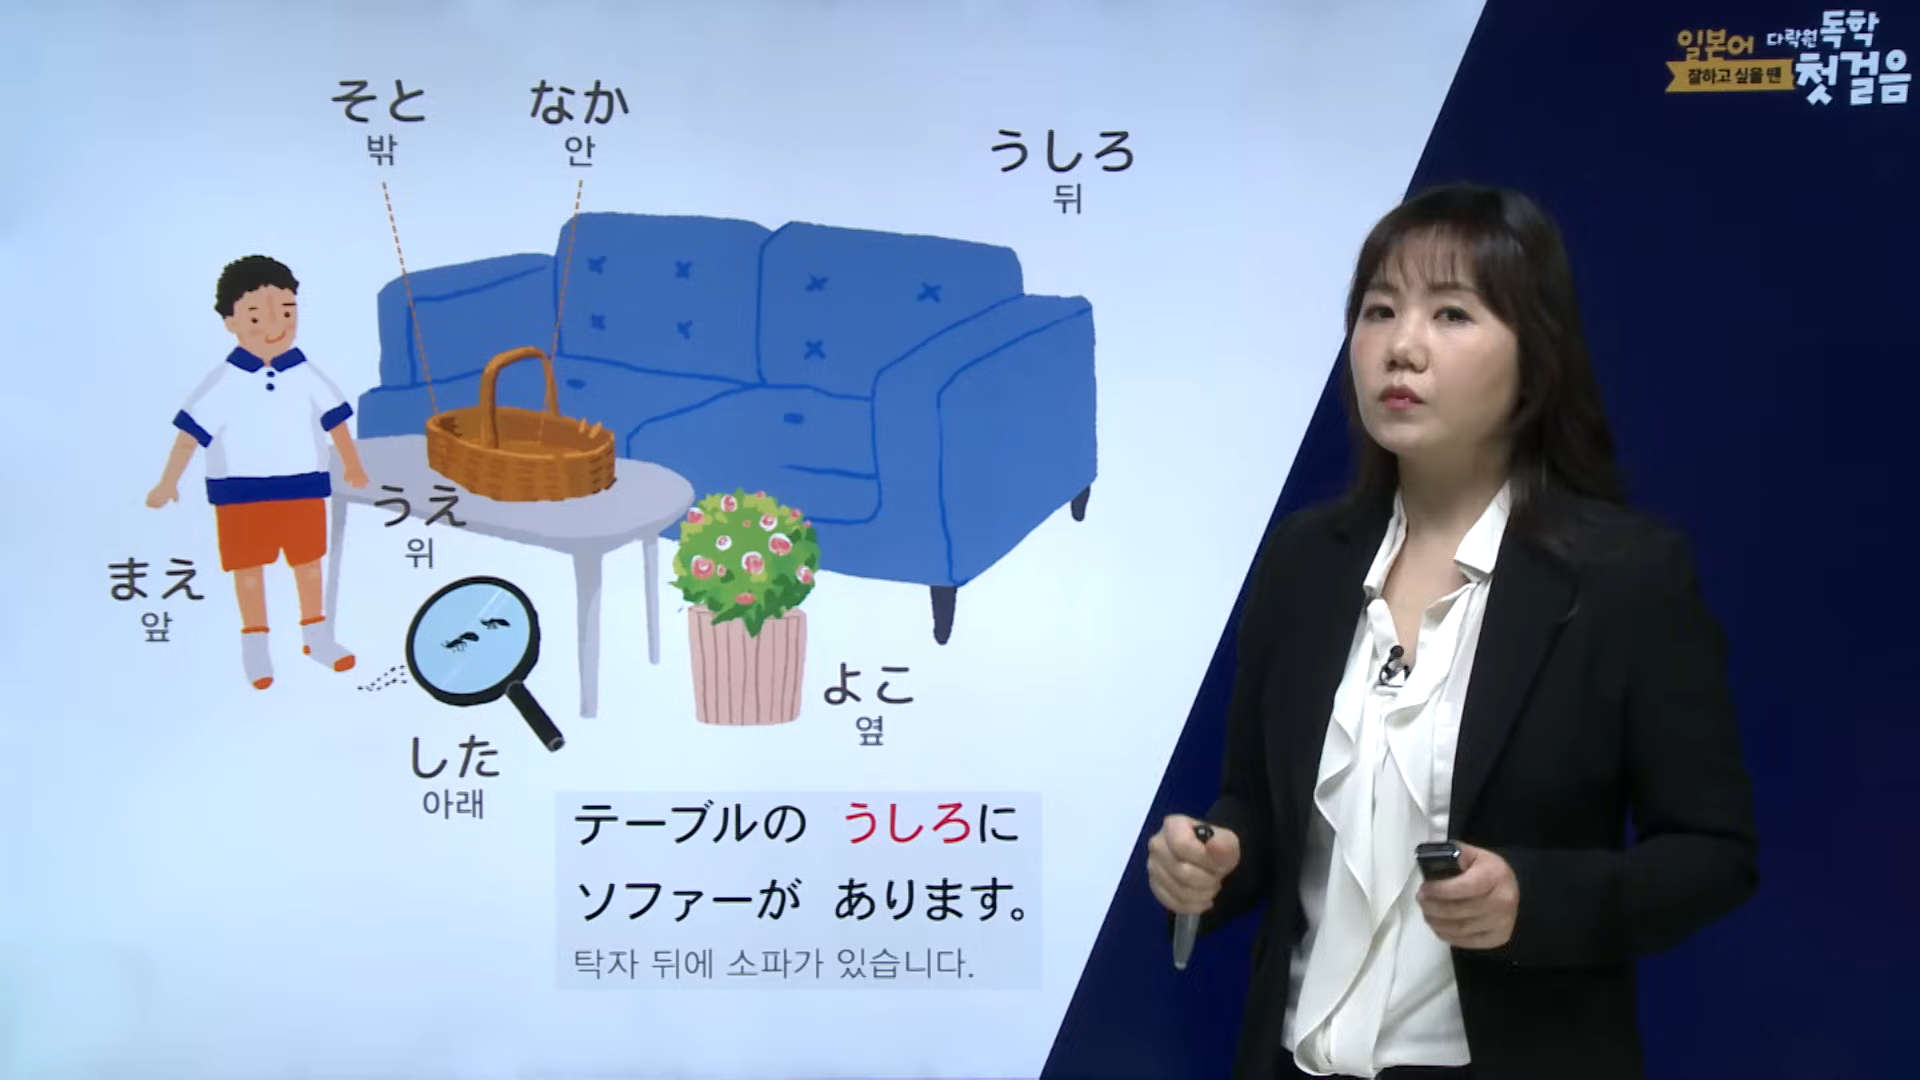 일본어
잘하고 싶을 땐
다락원 독학
첫걸음
そと
밖
なか
안
うしろ
뒤
うえ
위
まえ
앞
した
아래
よこ
옆
テーブルの うしろに
ソファーが あります。
탁자 뒤에 소파가 있습니다.